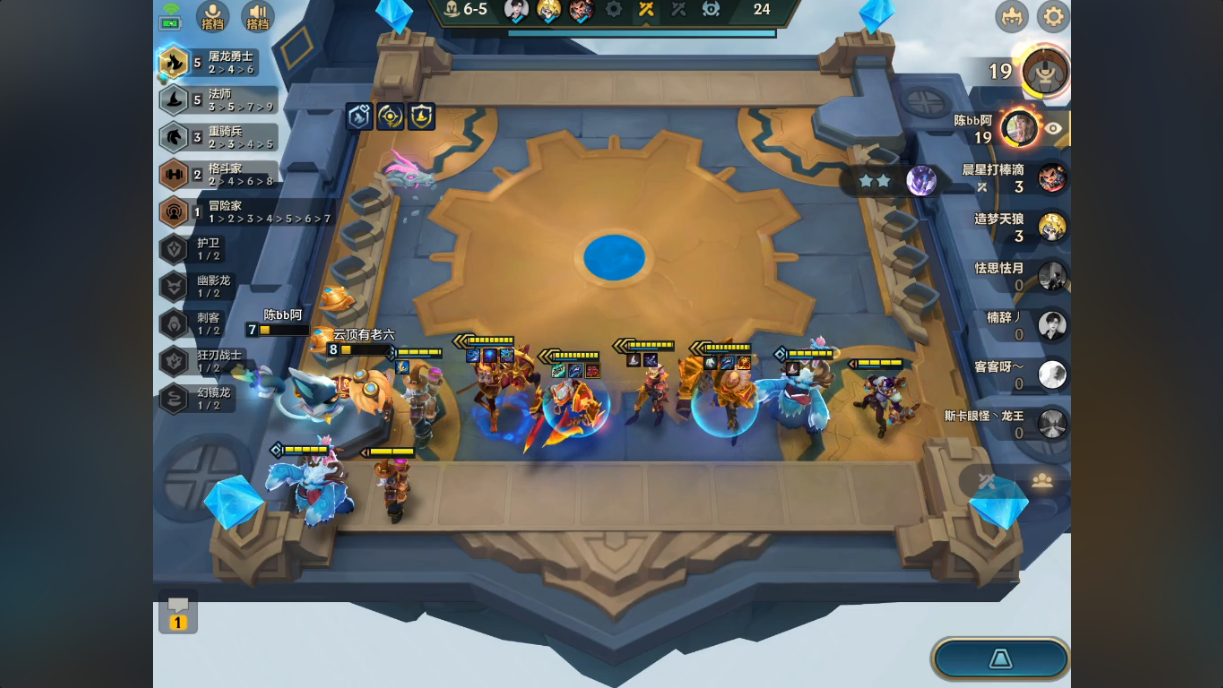 搭档
搭档
6-5
24
5 屠龙勇士
2 > 4 > 6
5 法师
3 > 5 > 7 > 9
3 重骑兵
2 > 3 > 4 > 5
2 格斗家
2 > 4 > 6 > 8
1 冒险家
1 > 2 > 3 > 4 > 5 > 6 > 7
护卫
1 / 2
幽影龙
1 / 2
刺客
1 / 2
狂刃战士
1 / 2
幻镜龙
1 / 2
陈bb阿
7
云顶有老六
8
19
陈bb阿
19
晨星打棒滴
3
造梦天狼
3
怯思怯月
0
楠辞丿
0
客客呀～
0
斯卡眼怪丶龙王
0
1